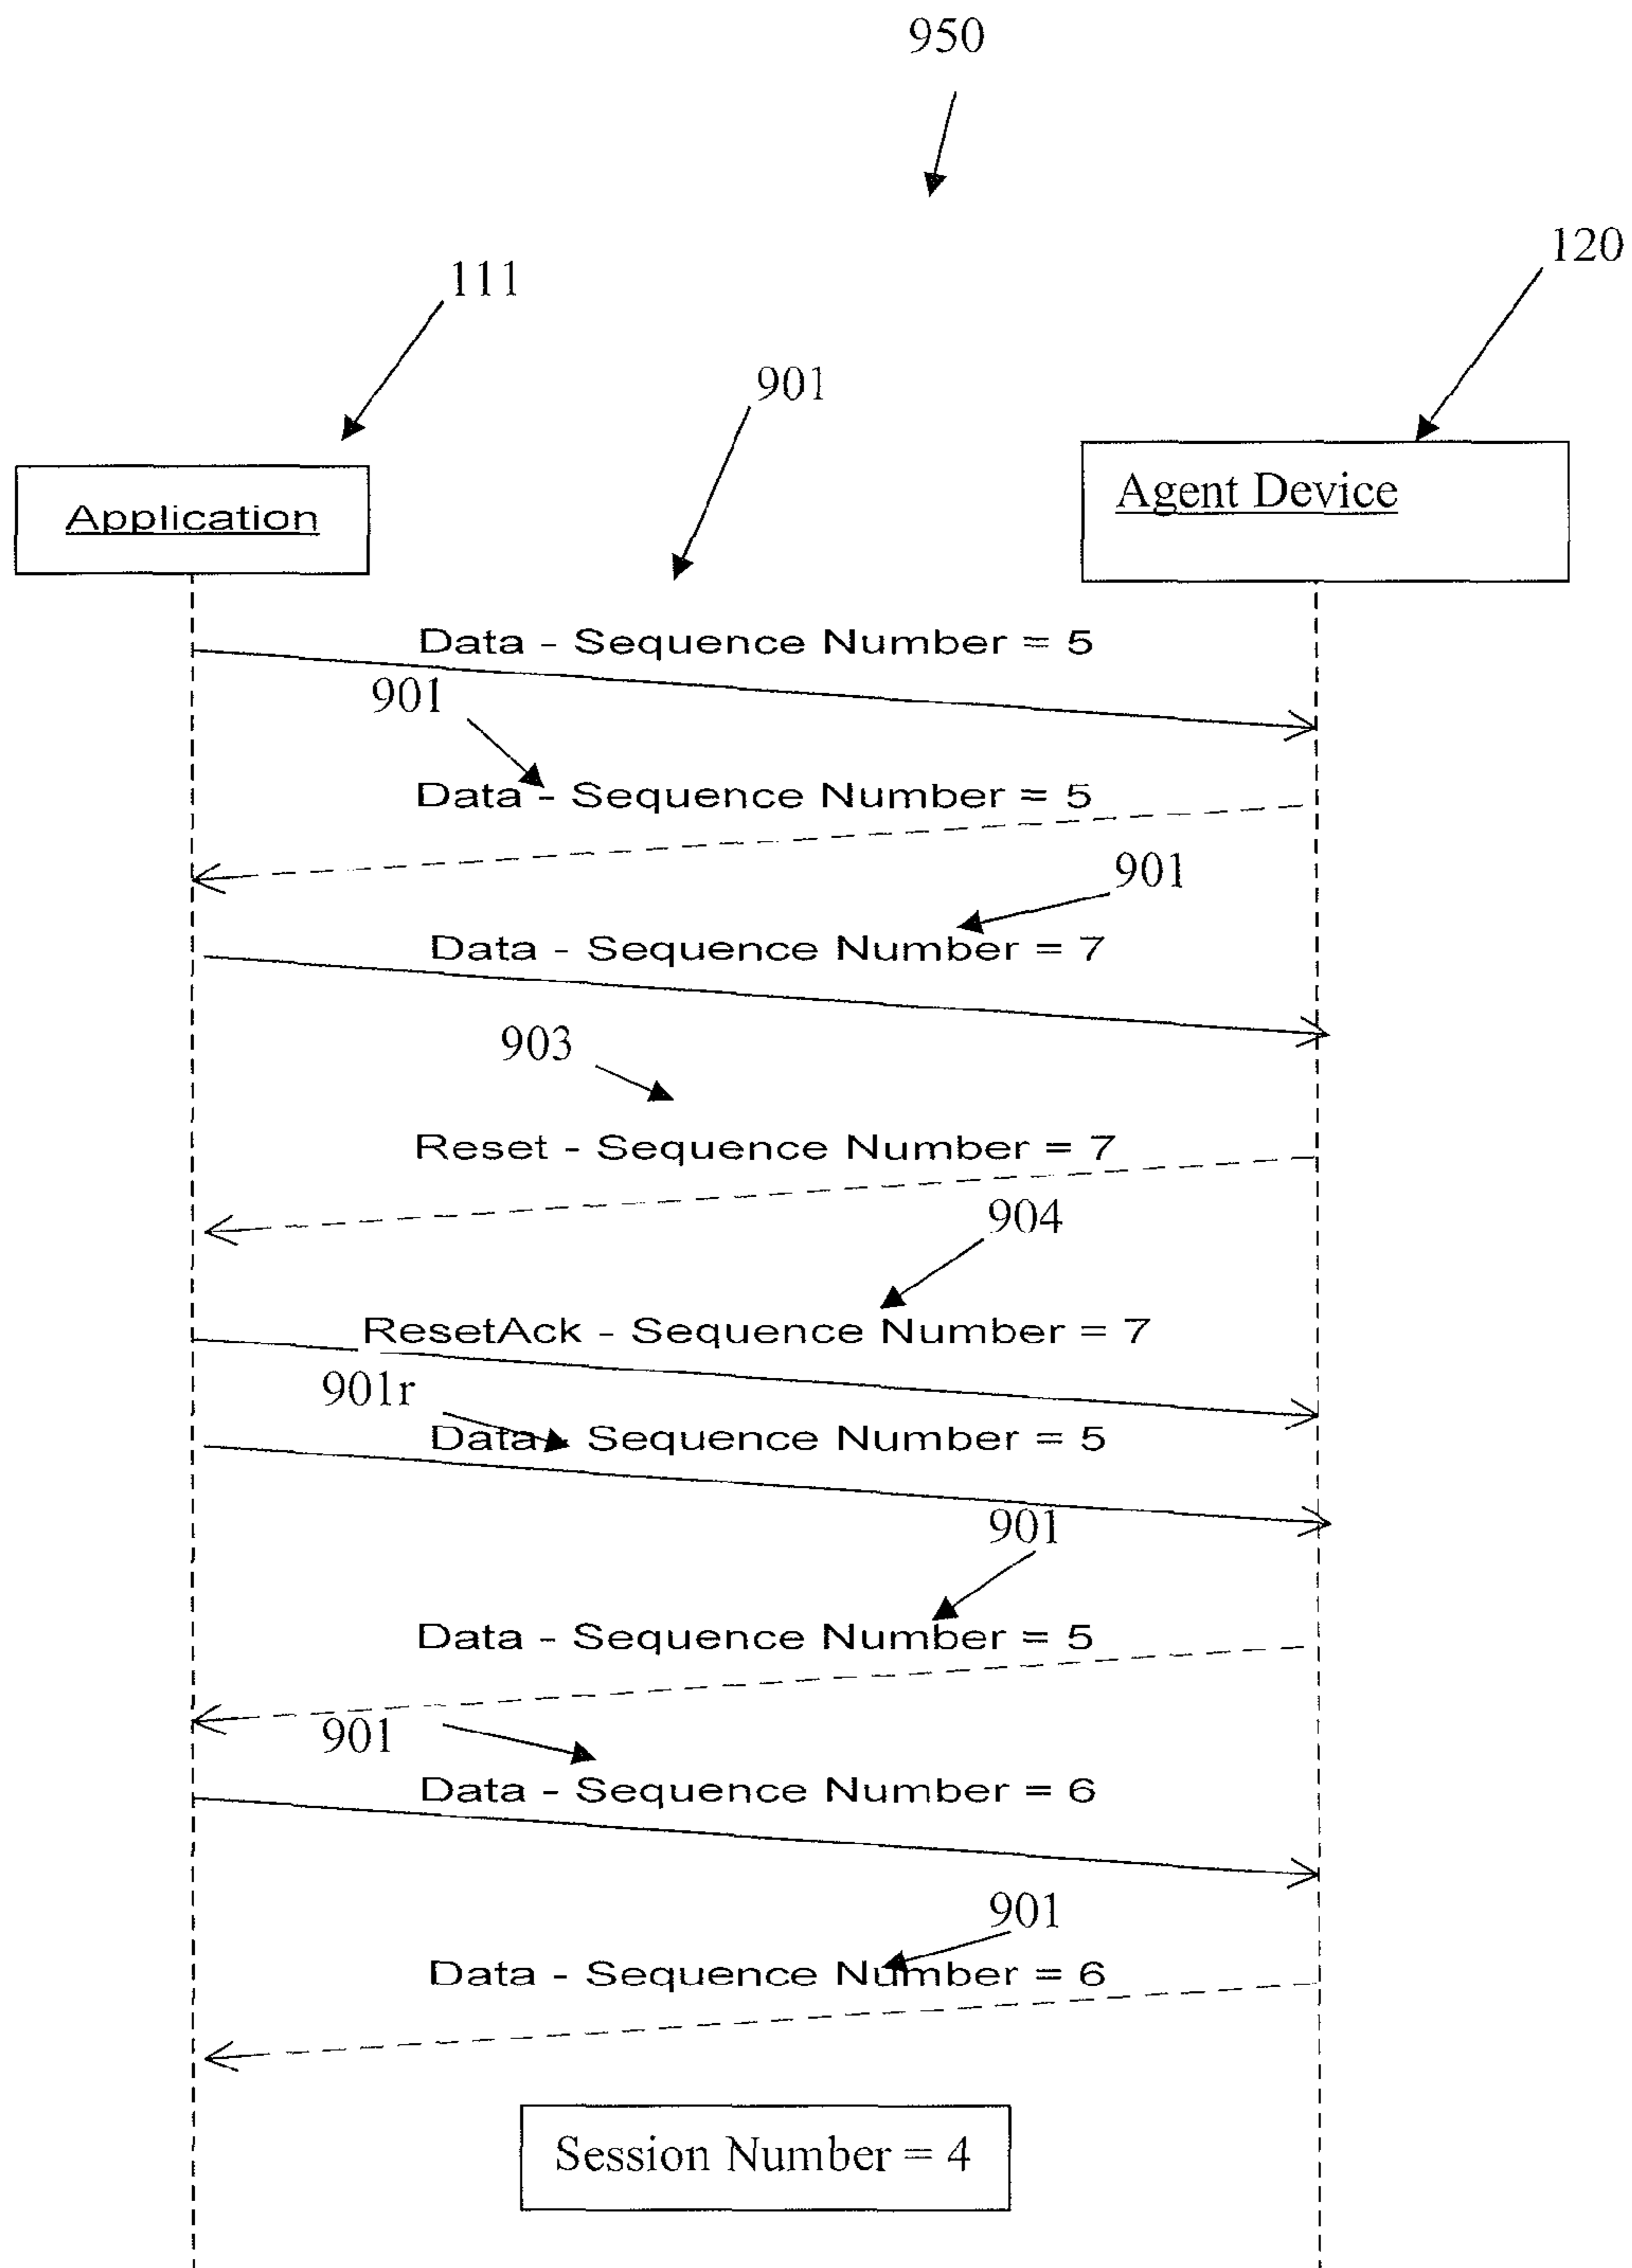 950
120
111
901
Agent Device
Application
Data - Sequence Number = 5
901
Data - Sequence Number = 5
901
Data - Sequence Number = 7
903
Reset - Sequence Number = 7
904
ResetAck - Sequence Number = 7
901r
Data - Sequence Number = 5
901
Data - Sequence Number = 5
901
Data - Sequence Number = 6
901
Data - Sequence Number = 6
Session Number = 4